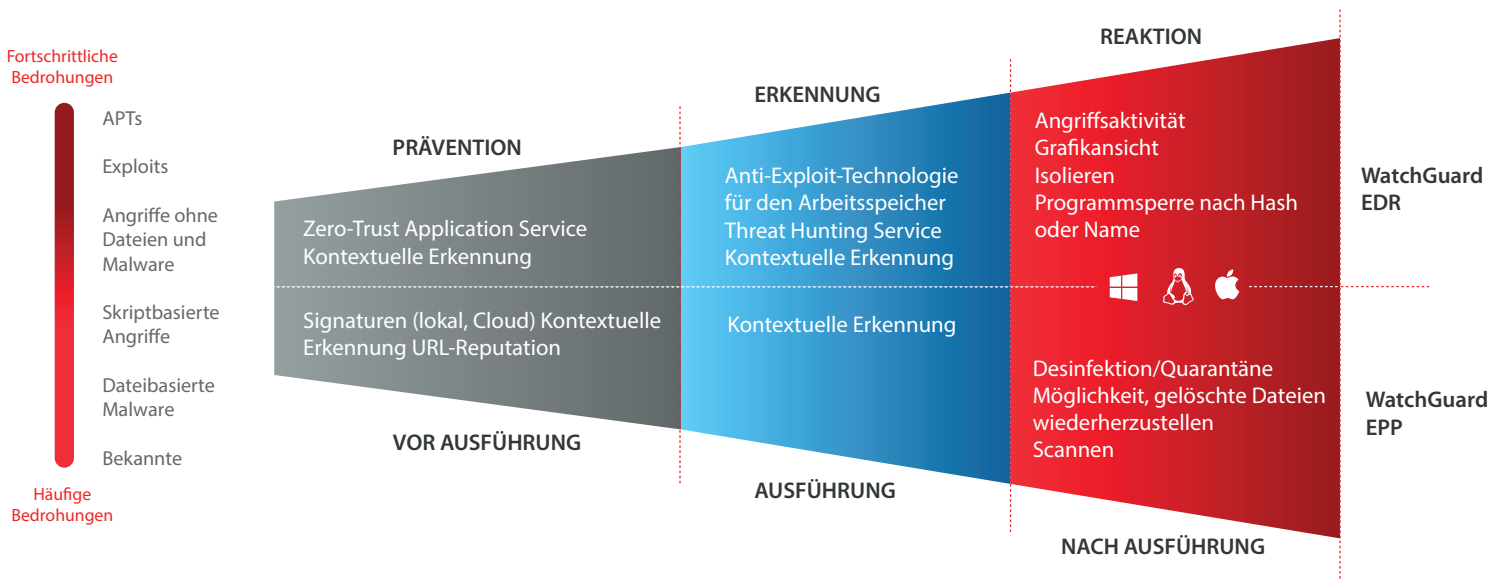 Fortschrittliche
Bedrohungen
APTs
Exploits
Angriffe ohne
Dateien und
Malware
Skriptbasierte
Angriffe
Dateibasierte
Malware
Bekannte
Häufige
Bedrohungen
PRÄVENTION
Zero-Trust Application Service
Kontextuelle Erkennung
Signaturen (lokal, Cloud) Kontextuelle
Erkennung URL-Reputation
VOR AUSFÜHRUNG
ERKENNUNG
Anti-Exploit-Technologie
für den Arbeitsspeicher
Threat Hunting Service
Kontextuelle Erkennung
Kontextuelle Erkennung
AUSFÜHRUNG
REAKTION
Angriffsaktivität
Grafikansicht
Isolieren
Programmsperre nach Hash
oder Name
Desinfektion/Quarantäne
Möglichkeit, gelöschte Dateien
wiederherzustellen
Scannen
NACH AUSFÜHRUNG
WatchGuard
EDR
WatchGuard
EPP